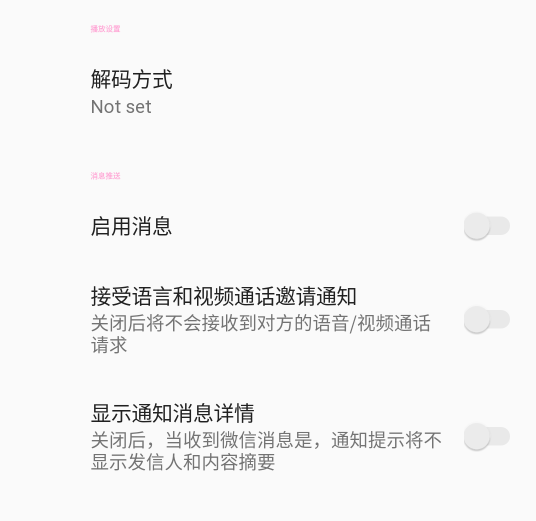 播放设置
解码方式
Not set
消息推送
启用消息
接受语言和视频通话邀请通知
关闭后将不会接收到对方的语音/视频通话
请求
显示通知消息详情
关闭后，当收到微信消息是，通知提示将不
显示发信人和内容摘要